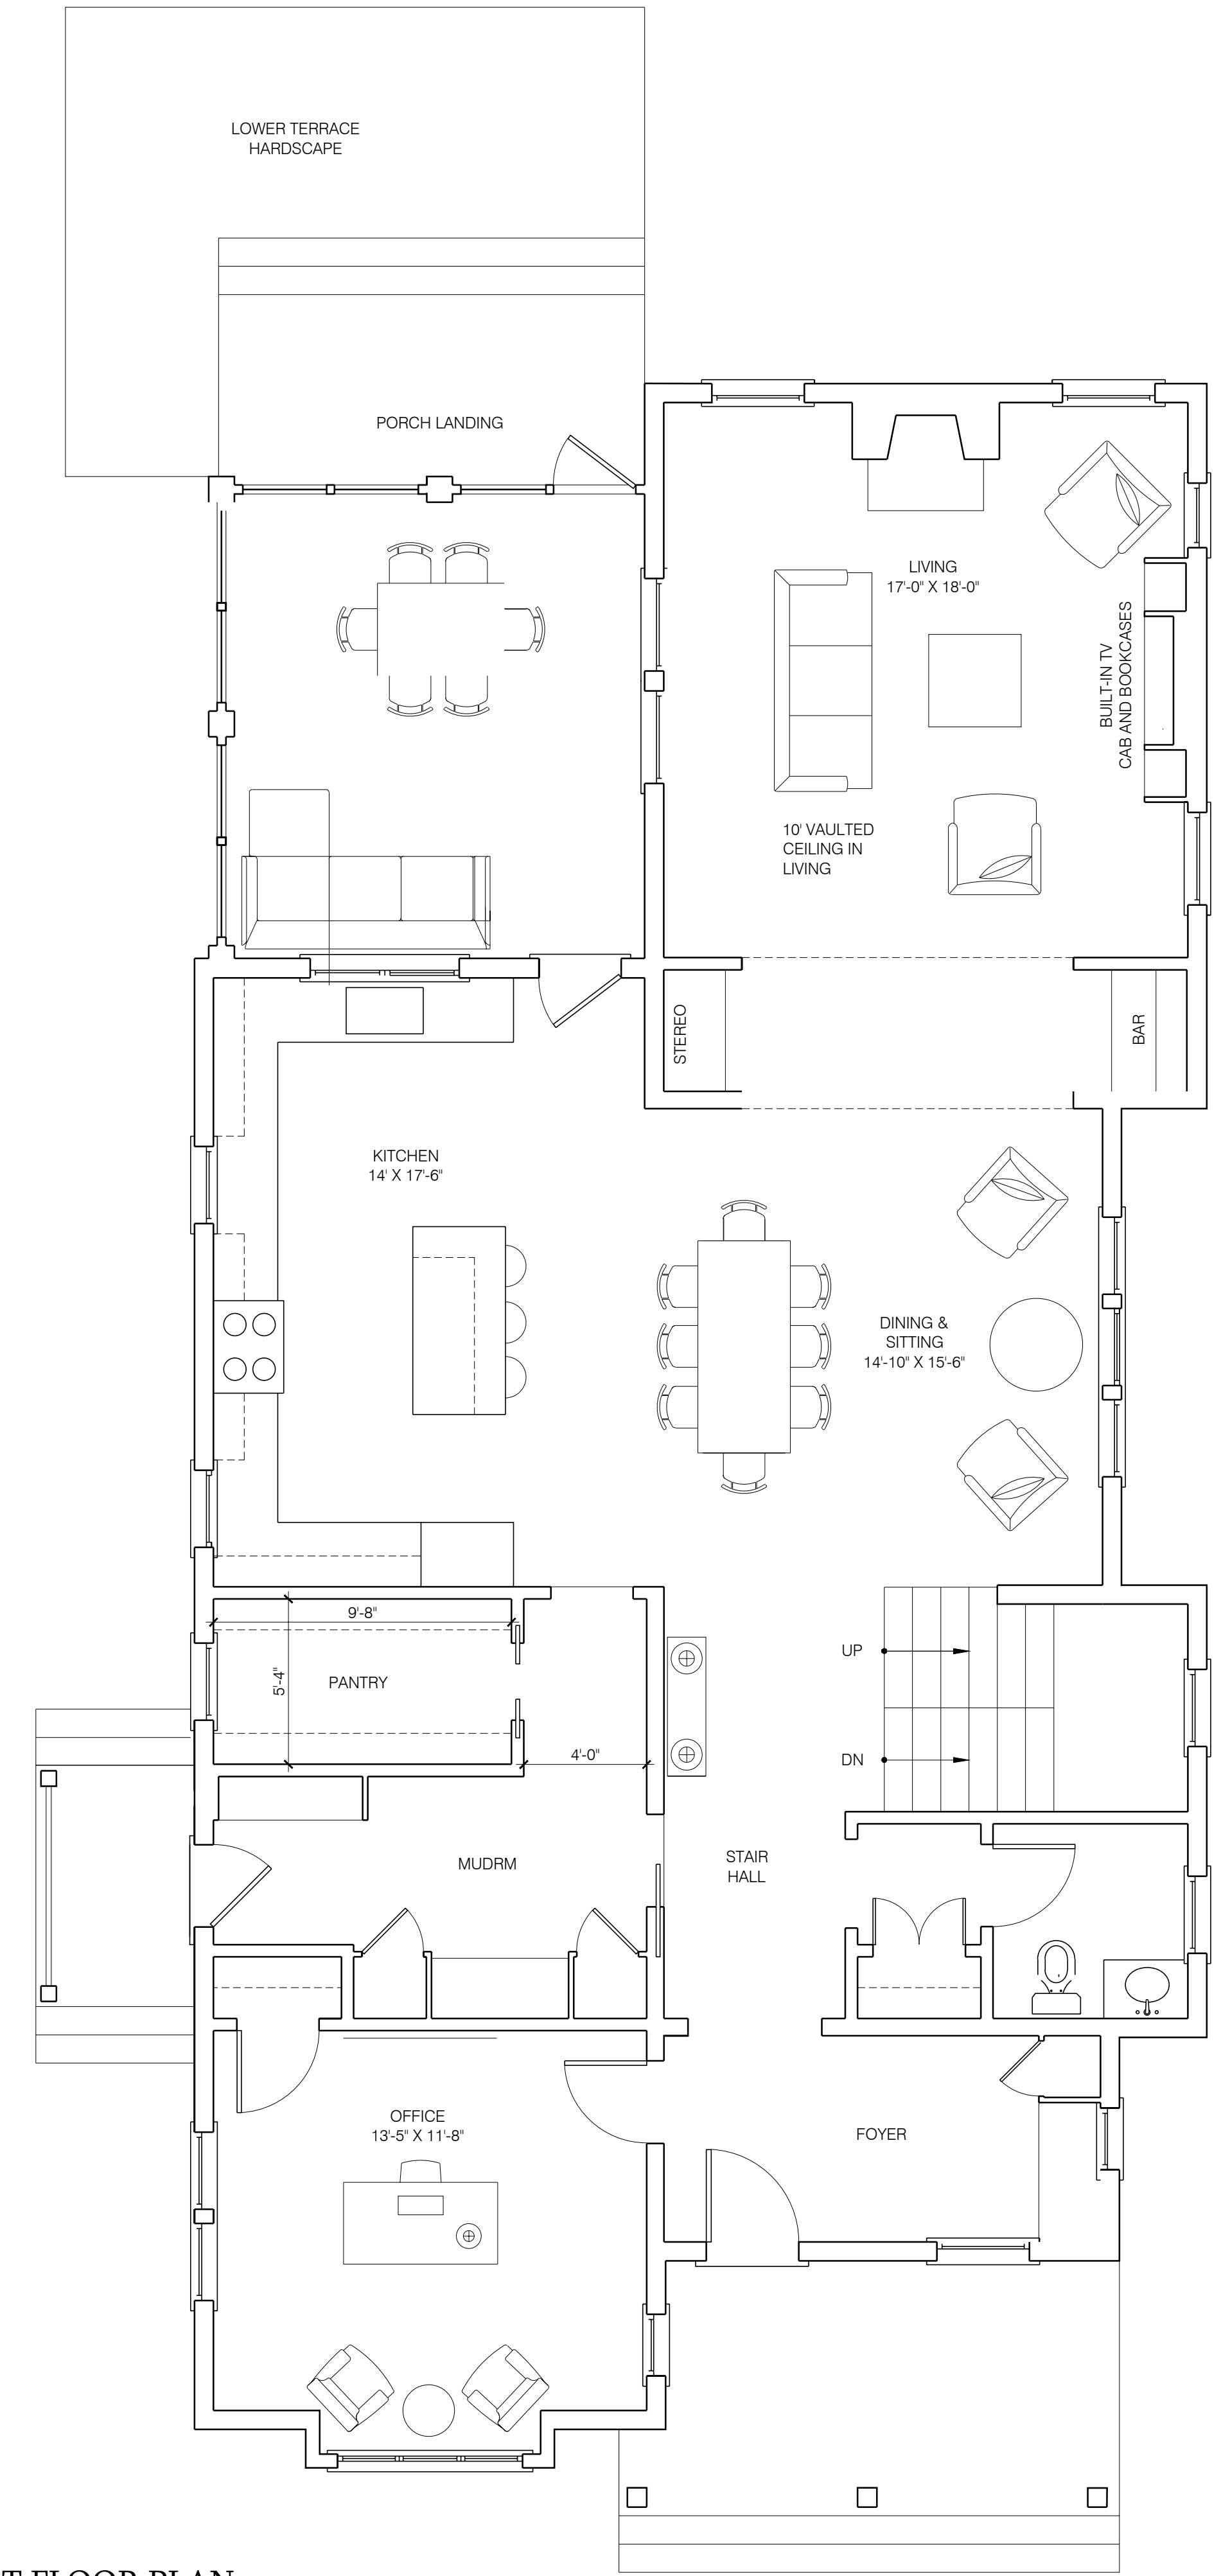 LOWER TERRACE
HARDSCAPE
PORCH LANDING
LIVING
17'-0" X 18'-0"
BUILT-IN TV
CAB AND BOOKCASES
10' VAULTED
CEILING IN
LIVING
STEREO
BAR
KITCHEN
14' X 17'-6"
DINING &
SITTING
14'-10" X 15'-6"
9'-8"
5'-4"
PANTRY
UP
DN
4'-0"
MUDRM
STAIR
HALL
OFFICE
13'-5" X 11'-8"
FOYER
T FLOOR PLAN